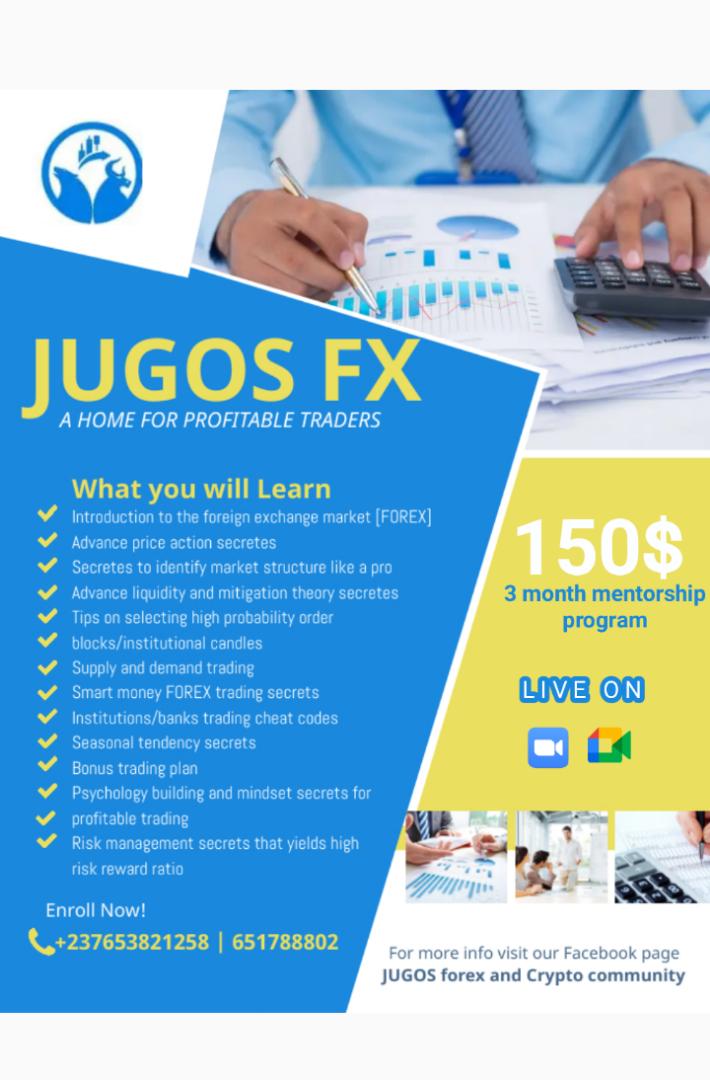 JUGOS FX
A HOME FOR PROFITABLE TRADERS
What you will Learn
Introduction to the foreign exchange market [FOREX]
Advance price action secretes
Secretes to identify market structure like a pro
Advance liquidity and mitigation theory secretes
Tips on selecting high probability order
blocks/institutional candles
Supply and demand trading
Smart money FOREX trading secrets
Institutions/banks trading cheat codes
Seasonal tendency secrets
Bonus trading plan
Psychology building and mindset secrets for
profitable trading
Risk management secrets that yields high
risk reward ratio
Enroll Now!
+237653821258 | 651788802
150$
3 month mentorship
program
LIVE ON
For more info visit our Facebook page
JUGOS forex and Crypto community